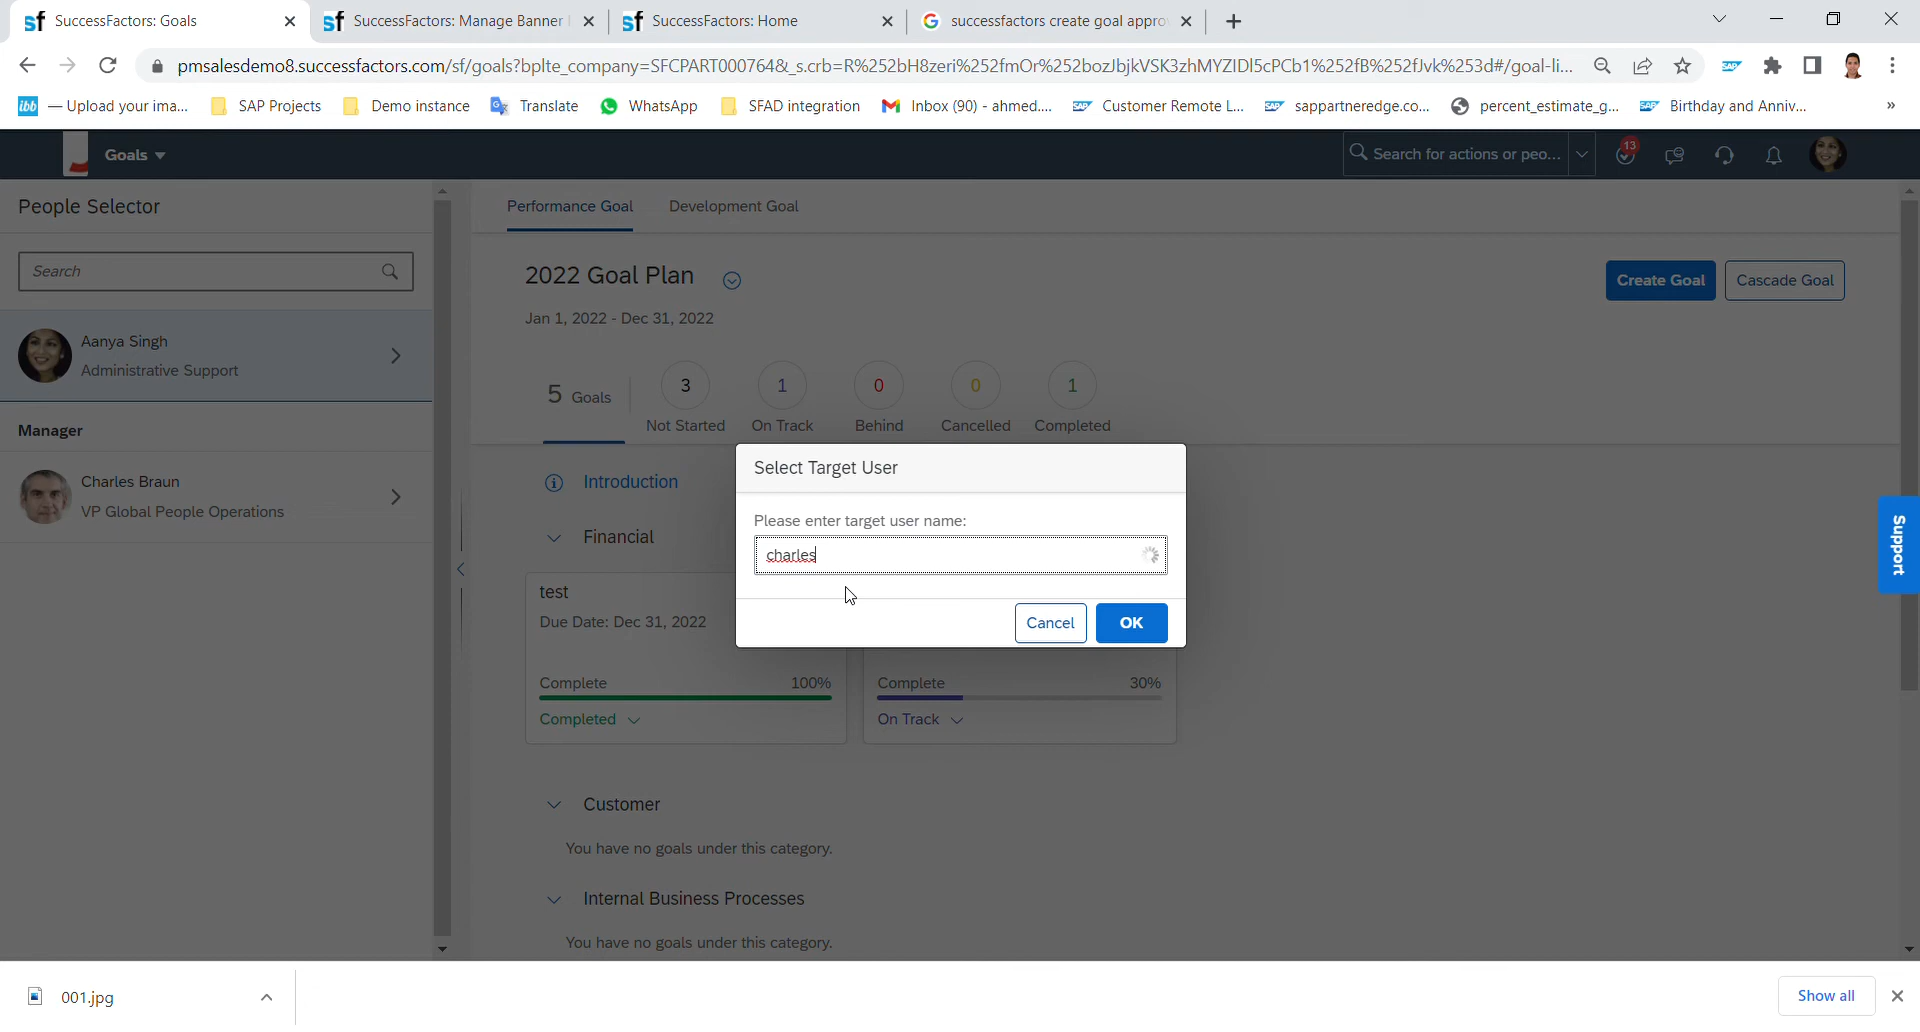 SuccessFactors: Goals
SuccessFactors: Manage Banner
SuccessFactors: Home
successfactors create goal appro
pmsalesdemo8.successfactors.com/sf/goals?bplte_company=SFCPART000764&_s.crb=R%252bH8zeri%252fmOr%252bozJbjkVSK3zhMYZIDl5cPCb1%252fB%252fJvk%253d#/goal-li...
ibb — Upload your ima...
SAP Projects
Demo instance
Translate
WhatsApp
SFAD integration
Inbox (90) - ahmed....
Customer Remote L...
sappartneredge.co...
percent_estimate_g...
Birthday and Anniv...
»
Goals
Search for actions or peo...
13
People Selector
Search
Aanya Singh
Administrative Support
Manager
Charles Braun
VP Global People Operations
Performance Goal
Development Goal
2022 Goal Plan
Jan 1, 2022 - Dec 31, 2022
Create Goal
Cascade Goal
5 Goals
3
1
0
0
1
Not Started
On Track
Behind
Cancelled
Completed
Introduction
Financial
test
Due Date: Dec 31, 2022
Complete 100%
Completed
Complete 30%
On Track
Customer
You have no goals under this category.
Internal Business Processes
You have no goals under this category.
Select Target User
Please enter target user name:
charles
Cancel
OK
Support
001.jpg
Show all